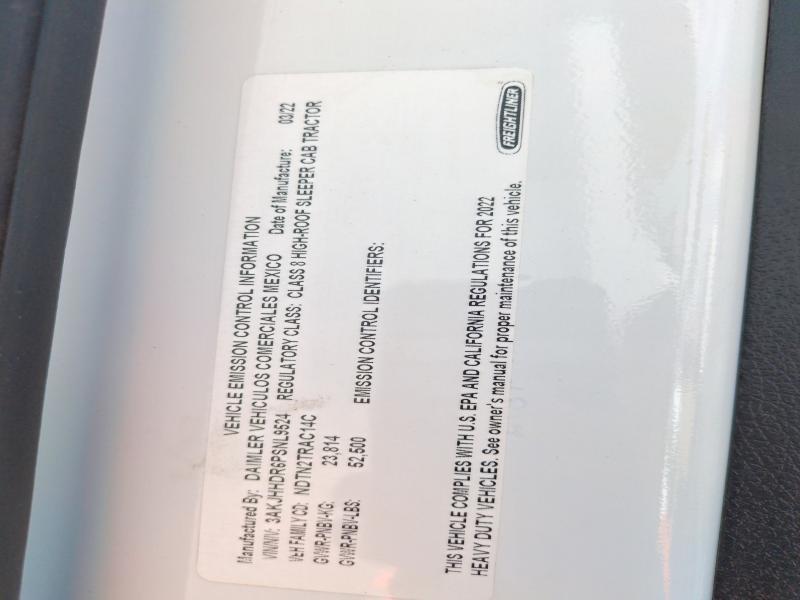 VEHICLE EMISSION CONTROL INFORMATION
Manufactured By: DAIMLER VEHICULOS COMERCIALES MEXICO Date of Manufacture: 03/22
VIN/NIV: 3AKJHHDR6PSNL9524 REGULATORY CLASS: CLASS 8 HIGH-ROOF SLEEPER CAB TRACTOR
VEH FAMILY CD: NDTN2TRAC14C
GVWR-PNBV-KG: 23,814
GVWR-PNBV-LBS: 52,500 EMISSION CONTROL IDENTIFIERS:
THIS VEHICLE COMPLIES WITH U.S. EPA AND CALIFORNIA REGULATIONS FOR 2022
HEAVY DUTY VEHICLES. See owner's manual for proper maintenance of this vehicle.
FREIGHTLINER